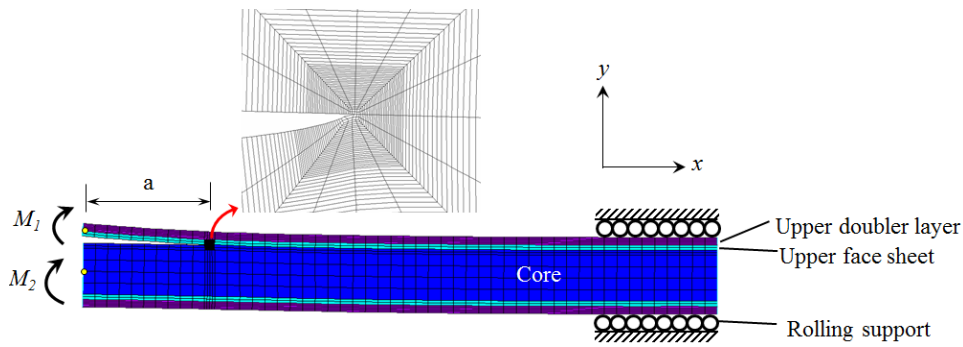 y
x
a
M1
M2
Core
Upper doubler layer
Upper face sheet
Rolling support